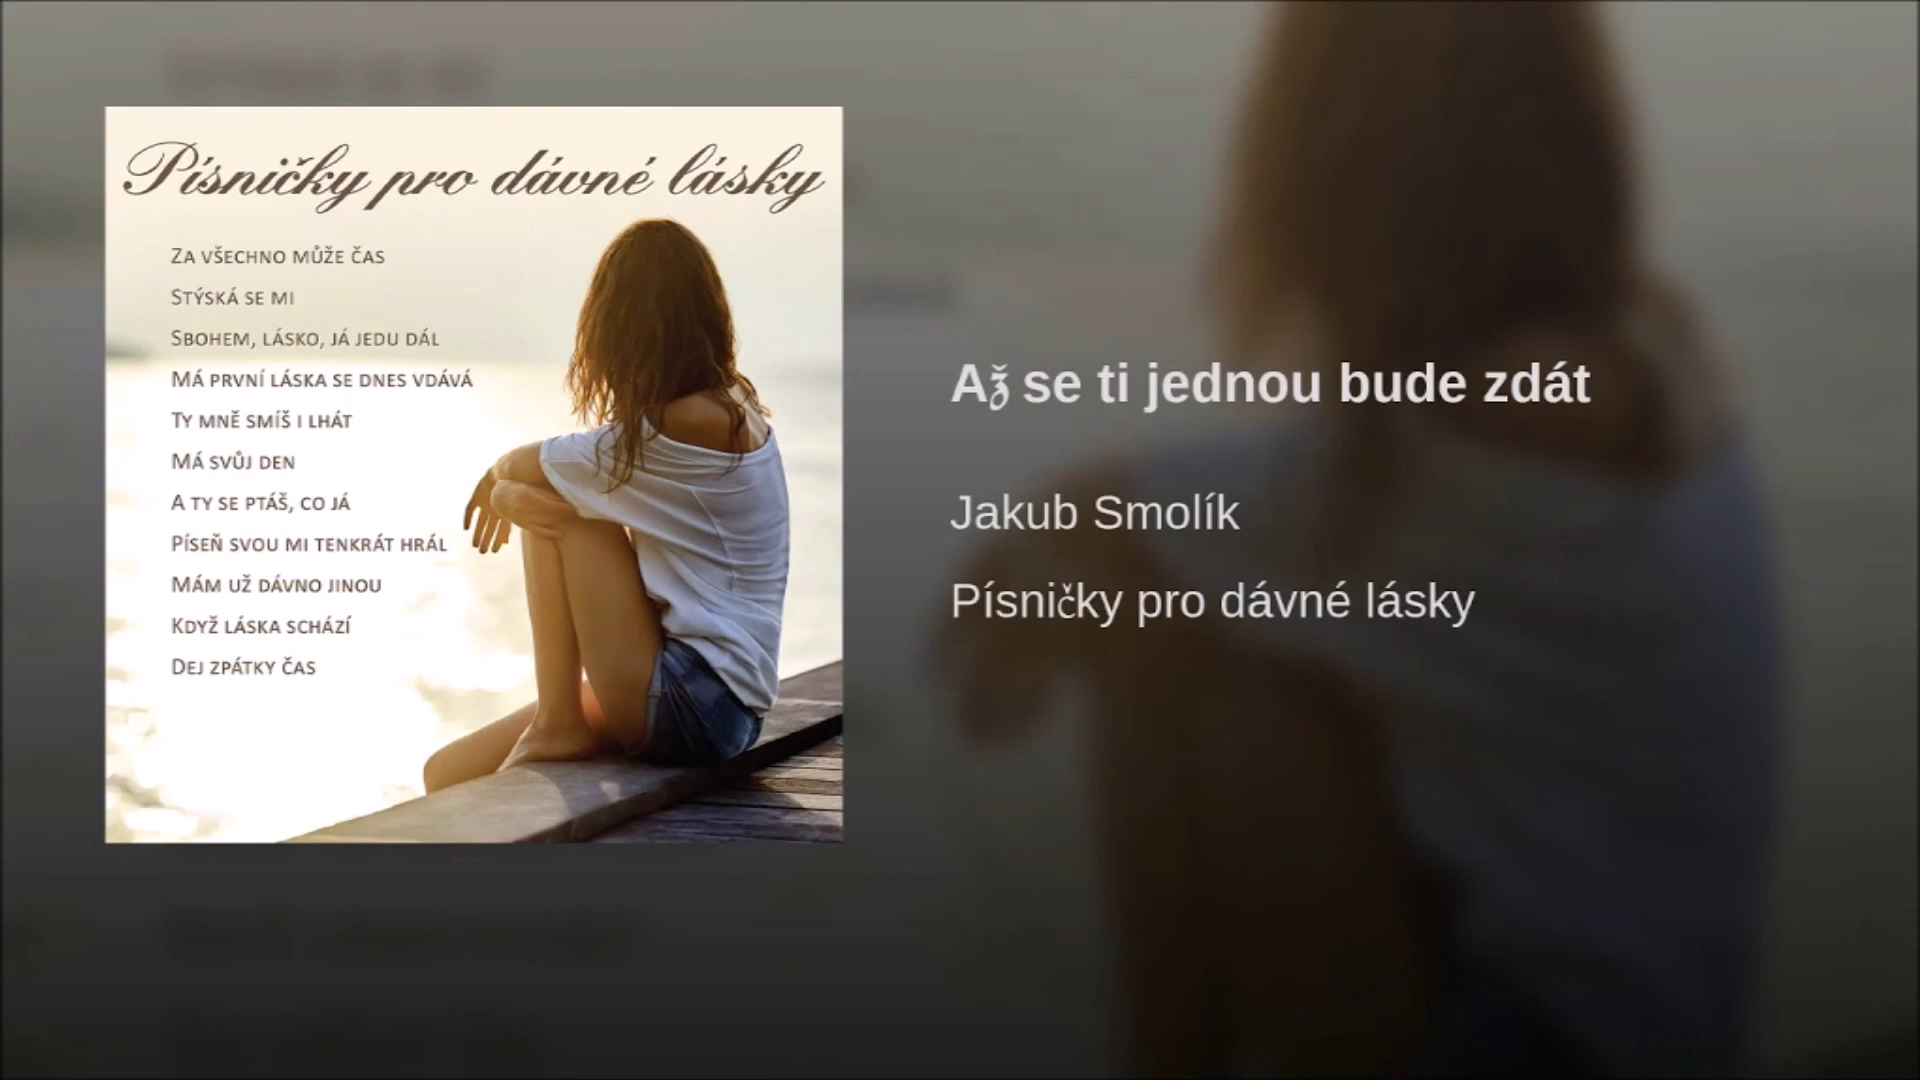 Písničky pro dávné lásky
Za všechno může čas
Stýská se mi
Sbohem, lásko, já jedu dál
Má první láska se dnes vdává
Ty mně smíš i lhát
Má svůj den
A ty se ptáš, co já
Píseň svou mi tenkrát hrál
Mám už dávno jinou
Když láska schází
Dej zpátky čas
Až se ti jednou bude zdát
Jakub Smolík
Písničky pro dávné lásky